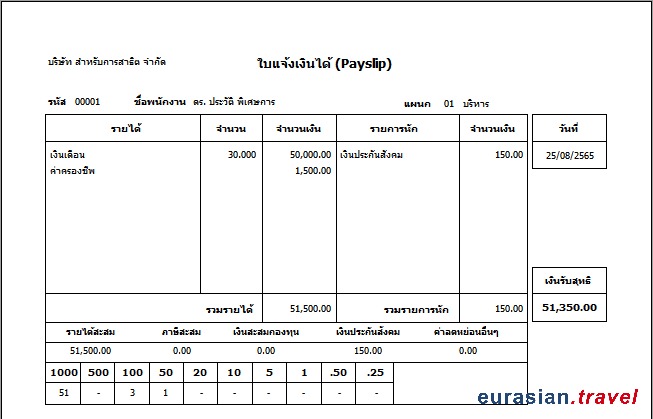 บริษัท สำหรับการสาธิต จำกัด
ใบแจ้งเงินได้ (Payslip)
รหัส 00001 ชื่อพนักงาน ดร. ประวัติ พิเศษการ แผนก 01 บริหาร
รายได้ จำนวน จำนวนเงิน รายการหัก จำนวนเงิน วันที่
เงินเดือน 30.000 50,000.00 เงินประกันสังคม 150.00 25/08/2565
ค่าครองชีพ 1,500.00
เงินรับสุทธิ
รวมรายได้ 51,500.00 รวมรายการหัก 150.00 51,350.00
รายได้สะสม ภาษีสะสม เงินสะสมกองทุน เงินประกันสังคม ค่าลดหย่อนอื่นๆ
51,500.00 0.00 0.00 150.00 0.00
1000 500 100 50 20 10 5 1 .50 .25
51 - 3 1 - - - - - -
eurasian.travel